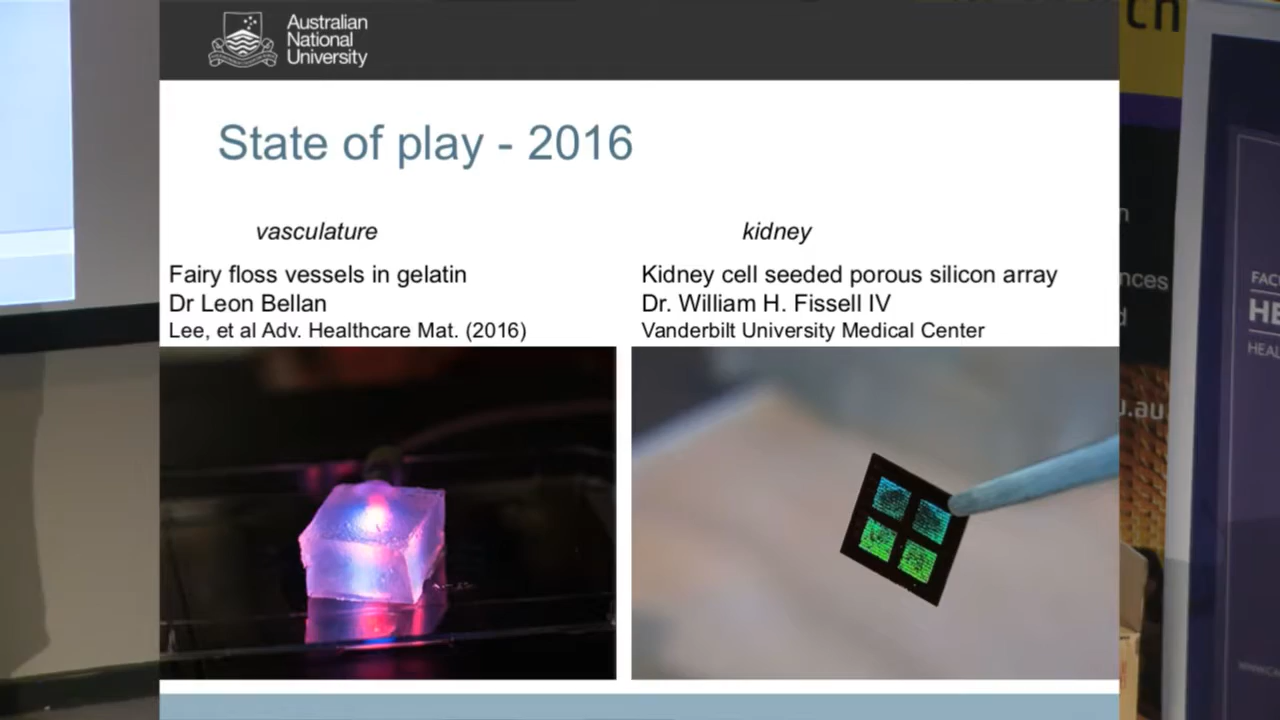 Australian
National
University
State of play - 2016
vasculature
Fairy floss vessels in gelatin
Dr Leon Bellan
Lee, et al Adv. Healthcare Mat. (2016)
kidney
Kidney cell seeded porous silicon array
Dr. William H. Fissell IV
Vanderbilt University Medical Center